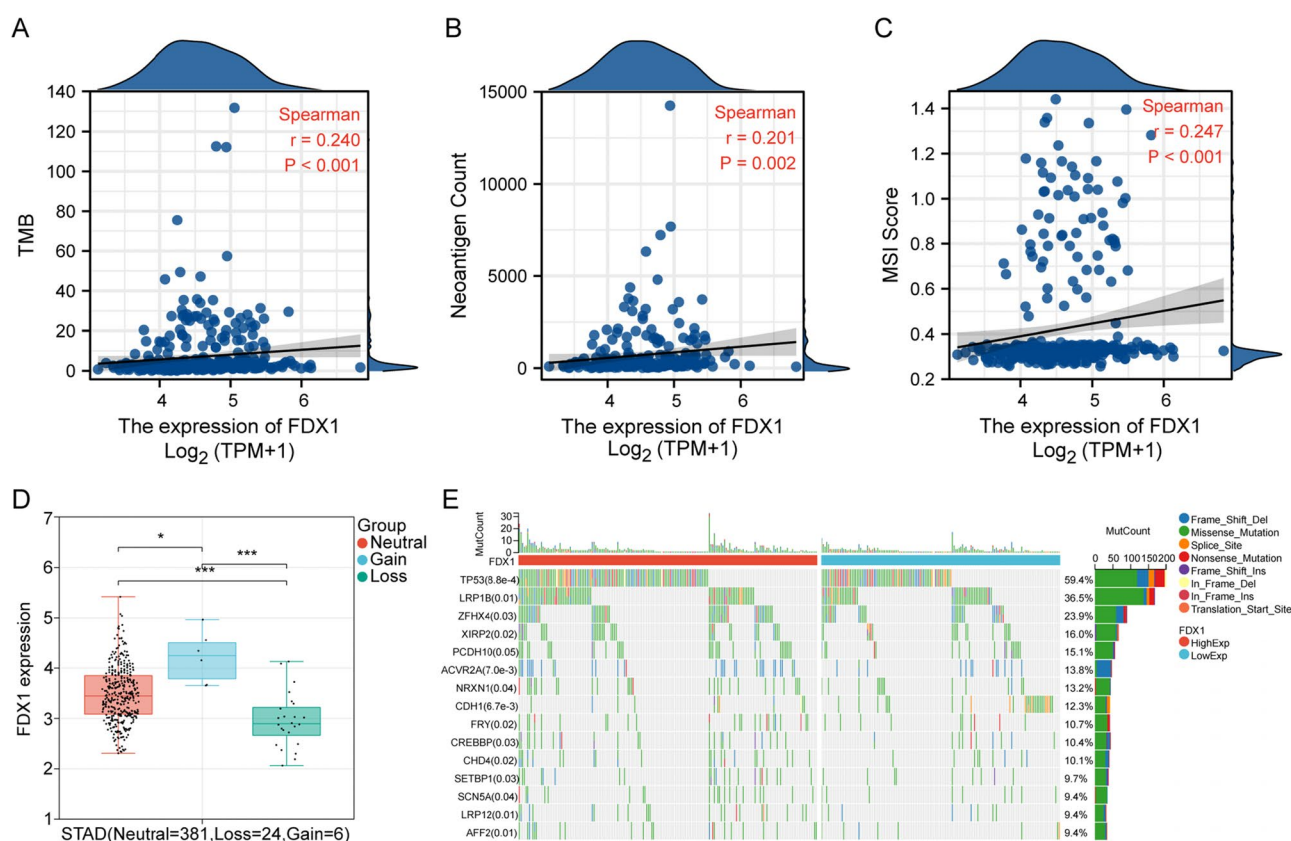 A
Spearman
r = 0.240
P < 0.001
140
120
100
80
60
40
20
0
TMB
4
5
6
The expression of FDX1
Log2 (TPM+1)
B
Spearman
r = 0.201
P = 0.002
15000
15000
5000
0
Neoantigen Count
4
5
6
The expression of FDX1
Log2 (TPM+1)
C
Spearman
r = 0.247
P < 0.001
1.4
1.2
1.0
0.8
0.6
0.4
0.2
MSI Score
4
5
6
The expression of FDX1
Log2 (TPM+1)
D
7
6
5
4
3
2
1
FDX1 expression
*
***
***
Group
Neutral
Gain
Loss
STAD(Neutral=381,Loss=24,Gain=6)
E
MutCount
30
20
10
0
FDX1
TP53(8.8e-4) 59.4%
LRP1B(0.01) 36.5%
ZFHX4(0.03) 23.9%
XIRP2(0.02) 16.0%
PCDH10(0.05) 15.1%
ACVR2A(7.0e-3) 13.8%
NRXN1(0.04) 13.2%
CDH1(6.7e-3) 12.3%
FRY(0.02) 10.7%
CREBBP(0.03) 10.4%
CHD4(0.02) 10.1%
SETBP1(0.03) 9.7%
SCN5A(0.04) 9.4%
LRP12(0.01) 9.4%
AFF2(0.01) 9.4%
MutCount
0 50 100 150 200
Frame_Shift_Del
Missense_Mutation
Splice_Site
Nonsense_Mutation
Frame_Shift_Ins
In_Frame_Del
In_Frame_Ins
Translation_Start_Site
FDX1
HighExp
LowExp